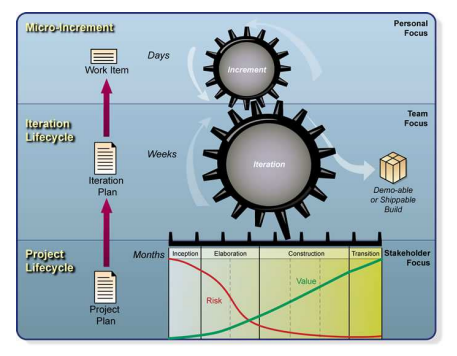 Micro-Increment
Personal
Focus
Days
Work Item
Increment
Iteration
Lifecycle
Team
Focus
Weeks
Iteration
Plan
Iteration
Demo-able
or Shippable
Build
Project
Lifecycle
Months
Inception
Elaboration
Construction
Transition
Stakeholder
Focus
Project
Plan
Risk
Value